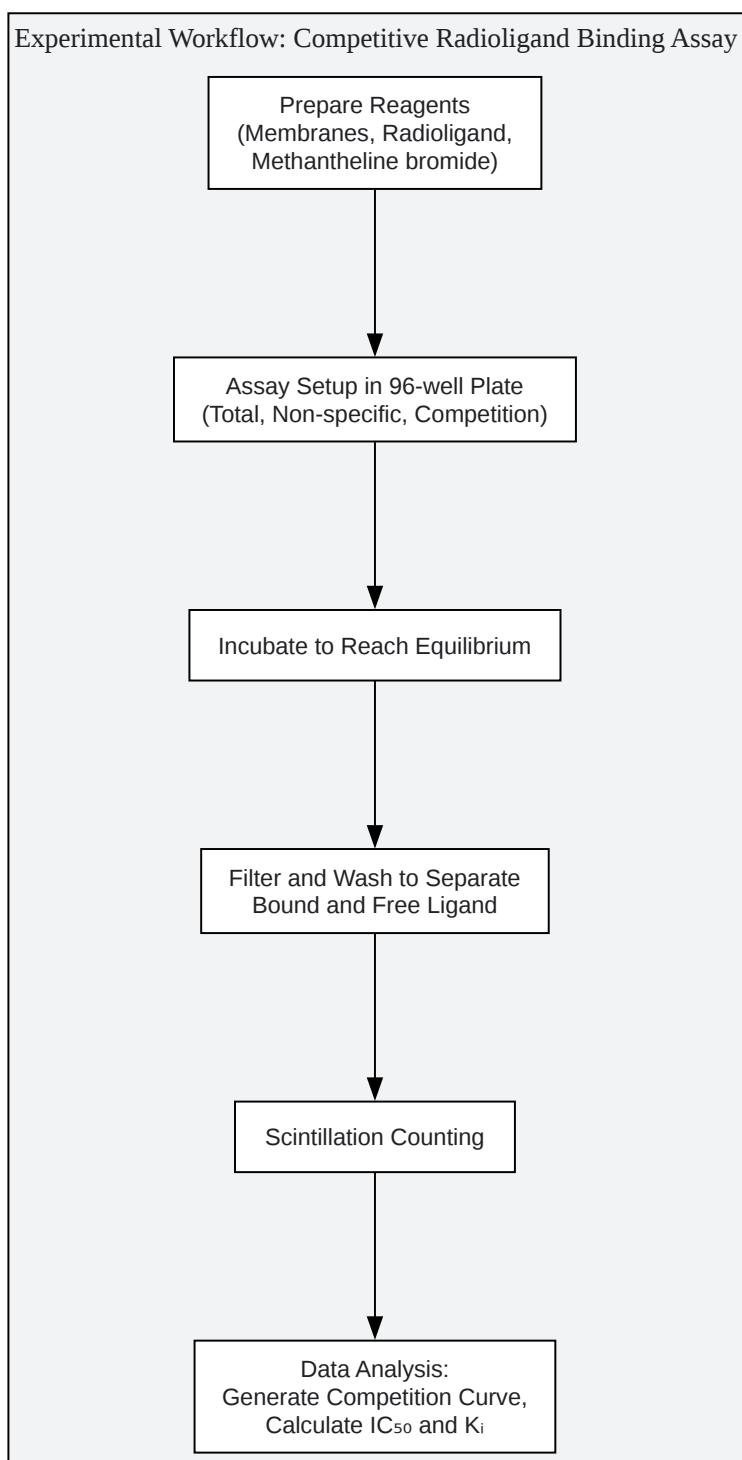 Experimental Workflow: Competitive Radioligand Binding Assay
Prepare Reagents
(Membranes, Radioligand,
Methantheline bromide)
Assay Setup in 96-well Plate
(Total, Non-specific, Competition)
Incubate to Reach Equilibrium
Filter and Wash to Separate
Bound and Free Ligand
Scintillation Counting
Data Analysis:
Generate Competition Curve,
Calculate IC₅₀ and Kᵢ